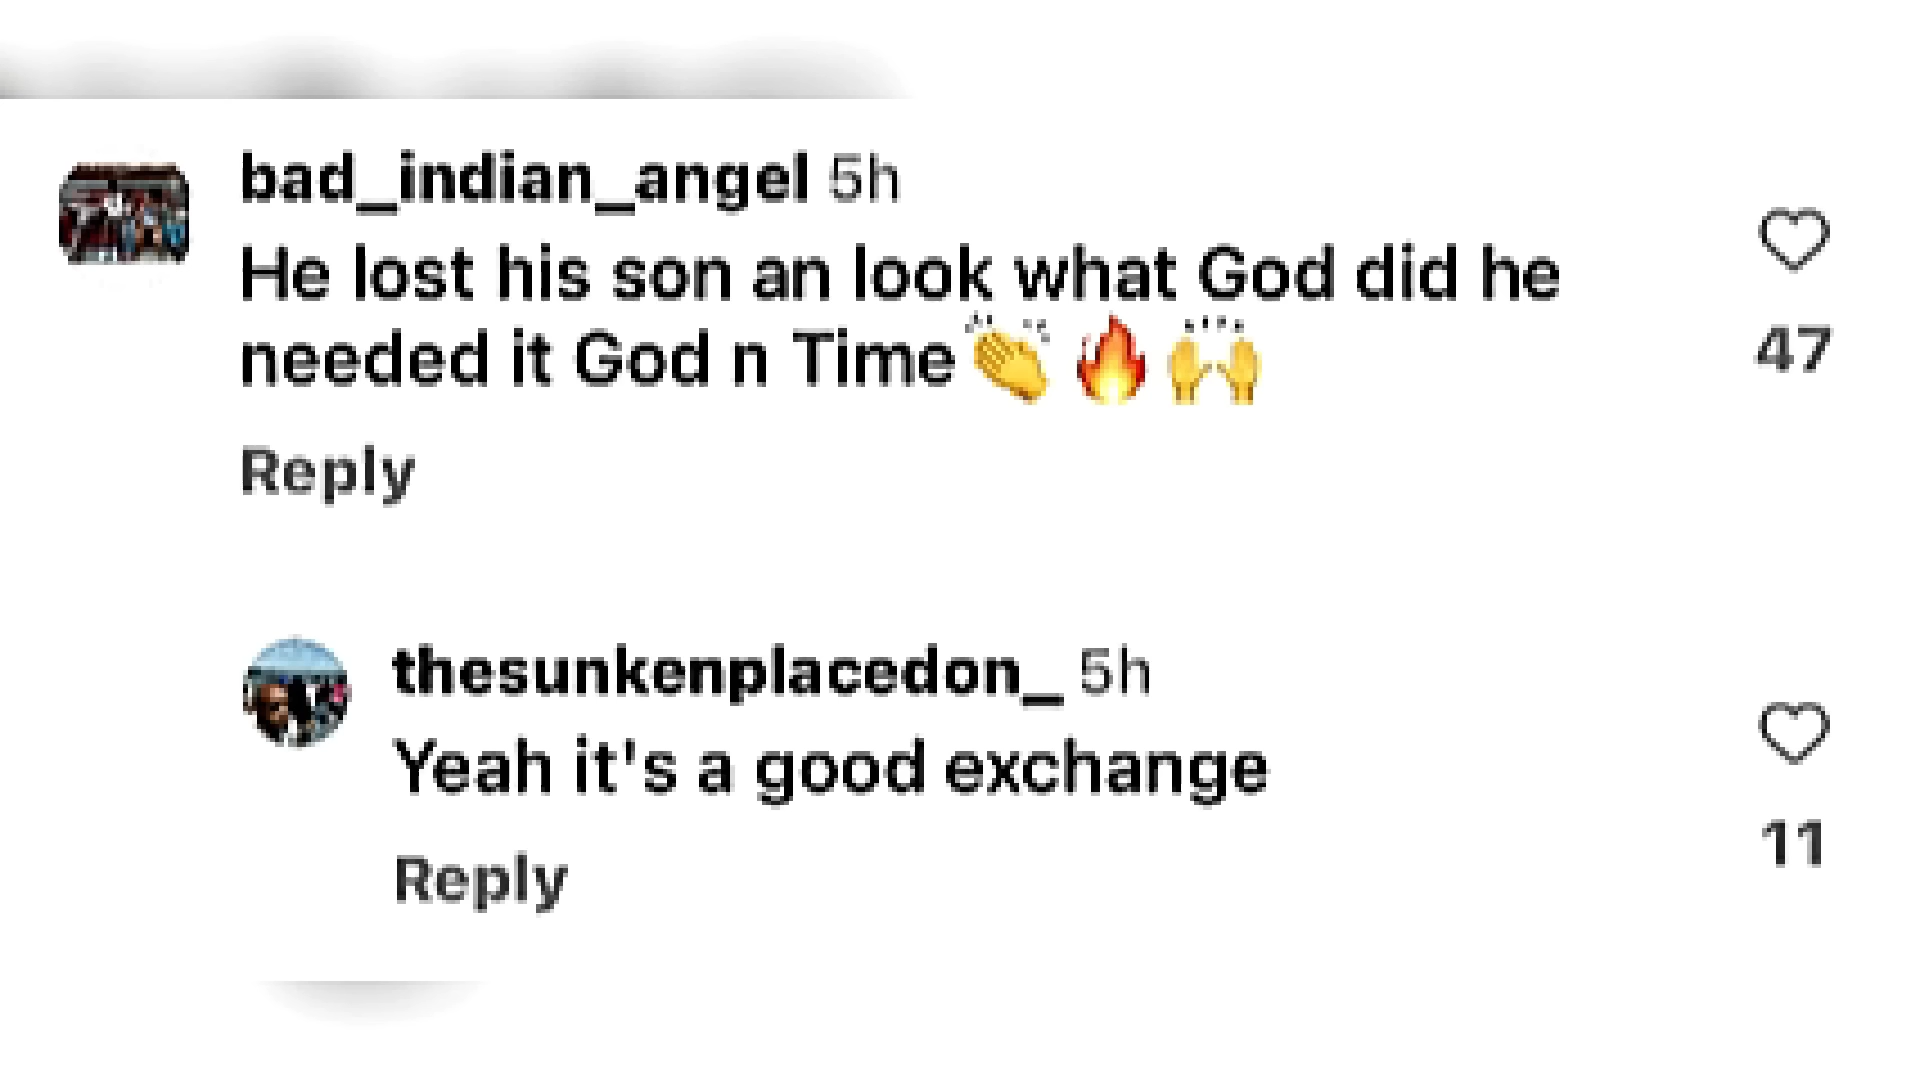 bad_indian_angel 5h
He lost his son an look what God did he
needed it God n Time👏🔥🙌
47
Reply
thesunkenplacedon_ 5h
Yeah it's a good exchange
11
Reply